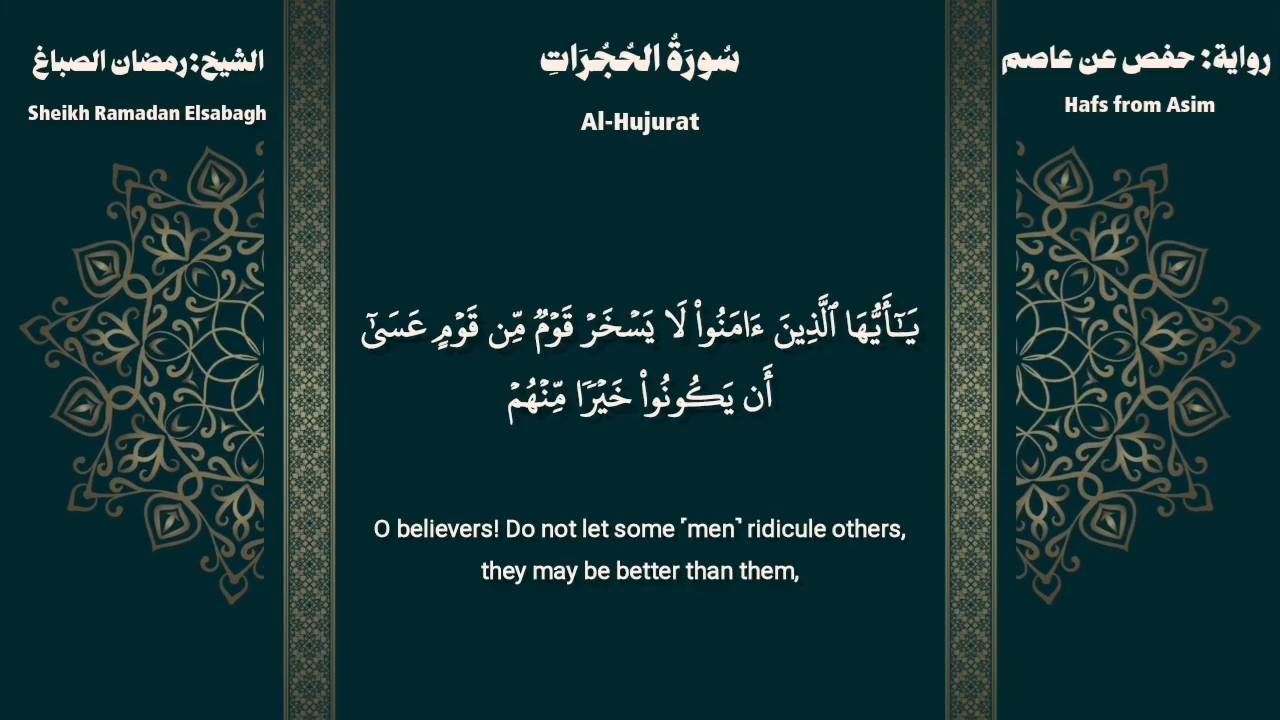 الشيخ:رمضان الصباغ
Sheikh Ramadan Elsabagh
سُورَةُ الحُجُرَاتِ
Al-Hujurat
رواية: حفص عن عاصم
Hafs from Asim
يَـٰٓأَيُّهَا ٱلَّذِينَ ءَامَنُوا۟ لَا يَسْخَرْ قَوْمٌ مِّن قَوْمٍ عَسَىٰٓ
أَن يَكُونُوا۟ خَيْرًا مِّنْهُمْ
O believers! Do not let some ˹men˺ ridicule others,
they may be better than them,